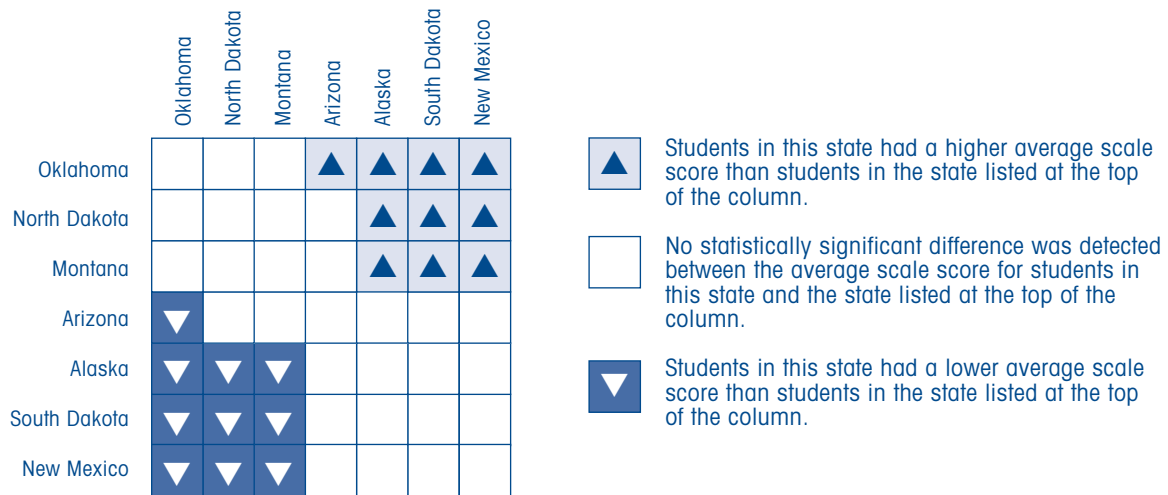 Oklahoma
North Dakota
Montana
Arizona
Alaska
South Dakota
New Mexico
Oklahoma
North Dakota
Montana
Arizona
Alaska
South Dakota
New Mexico
Students in this state had a higher average scale
score than students in the state listed at the top
of the column.
No statistically significant difference was detected
between the average scale score for students in
this state and the state listed at the top of the
column.
Students in this state had a lower average scale
score than students in the state listed at the top
of the column.